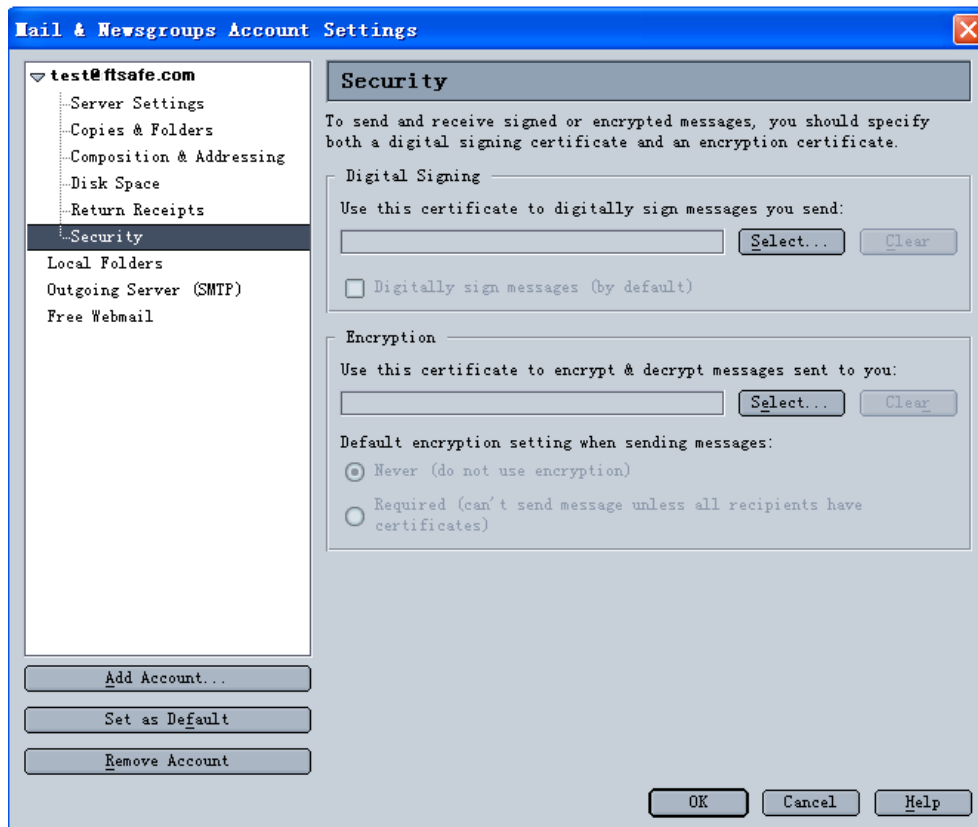 Mail & Newsgroups Account Settings
test@ftsafe.com
Server Settings
Copies & Folders
Composition & Addressing
Disk Space
Return Receipts
Security
Local Folders
Outgoing Server (SMTP)
Free Webmail
Add Account...
Set as Default
Remove Account
Security
To send and receive signed or encrypted messages, you should specify
both a digital signing certificate and an encryption certificate.
Digital Signing
Use this certificate to digitally sign messages you send:
Select... Clear
Digitally sign messages (by default)
Encryption
Use this certificate to encrypt & decrypt messages sent to you:
Select... Clear
Default encryption setting when sending messages:
Never (do not use encryption)
Required (can't send message unless all recipients have
certificates)
OK Cancel Help